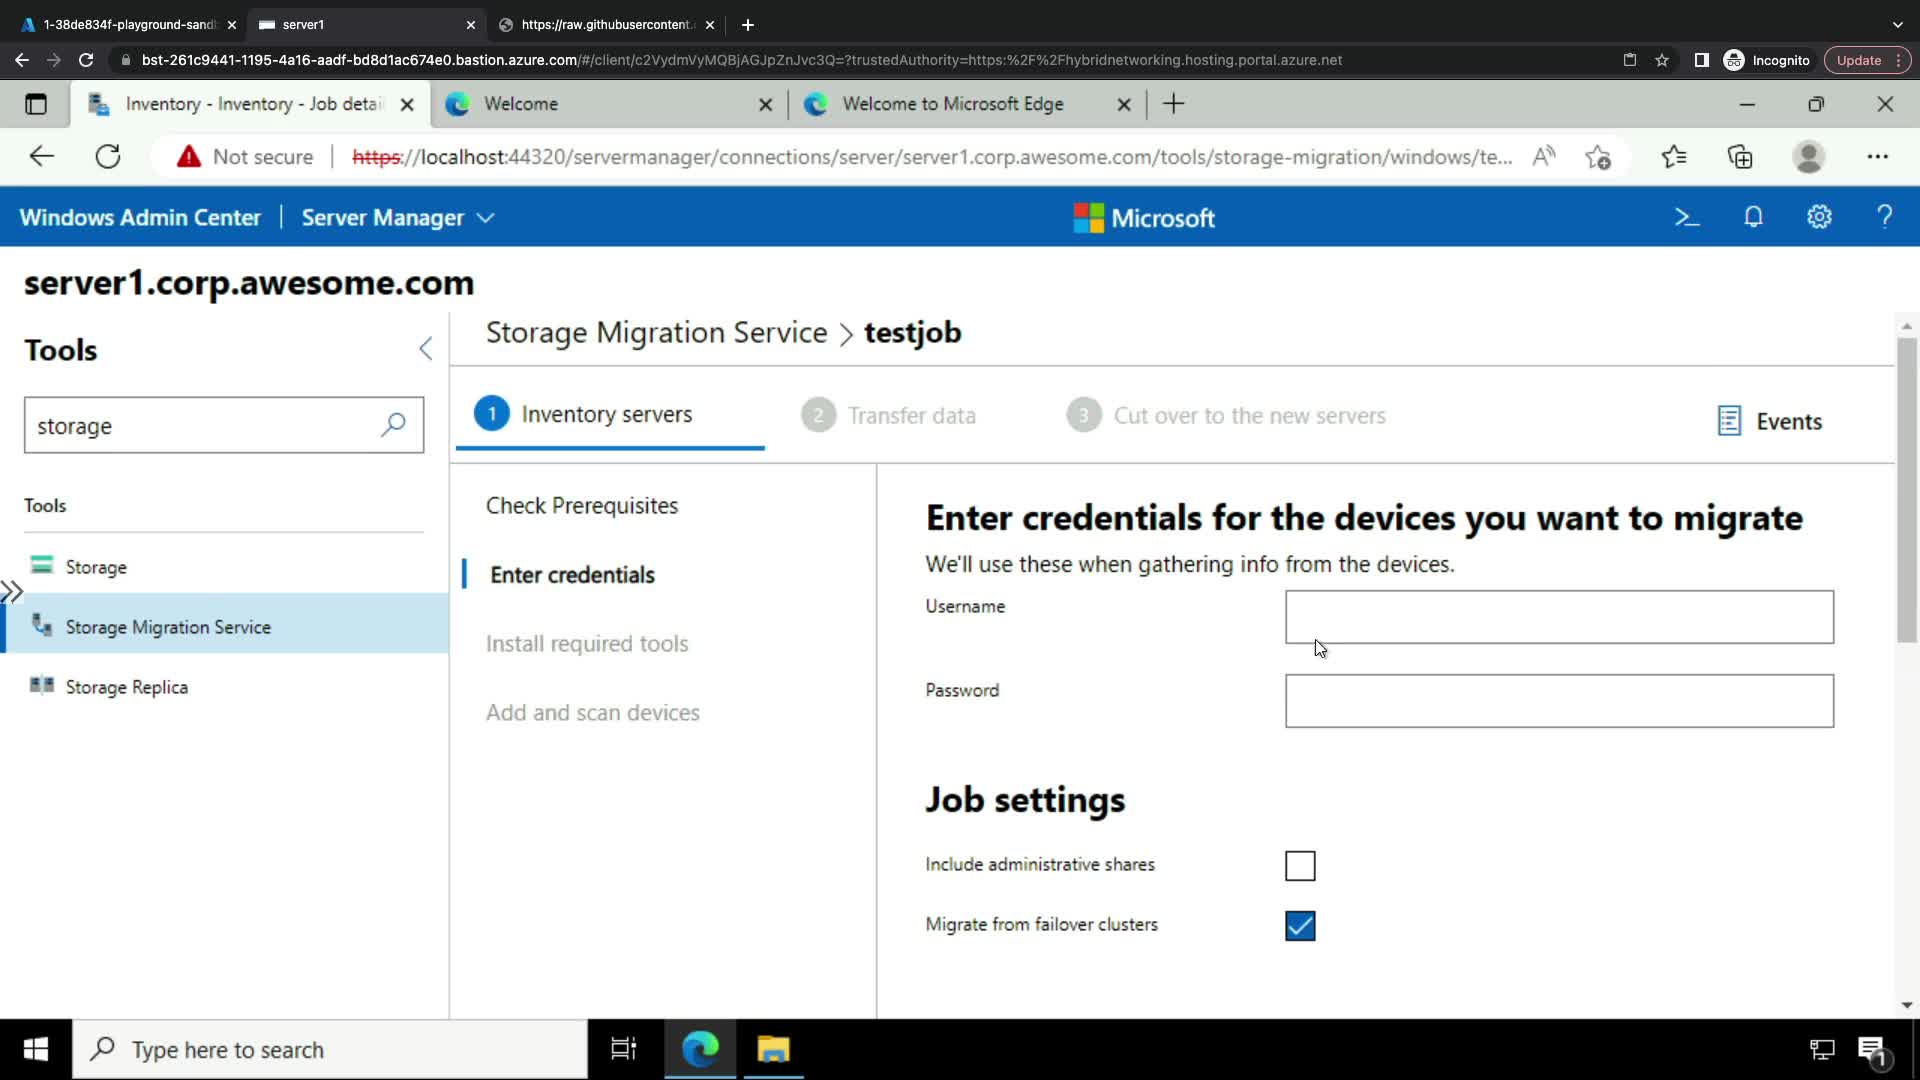 1-38de834f-playground-sand
server1
https://raw.githubusercontent.
bst-261c9441-1195-4a16-aadf-bd8d1ac674e0.bastion.azure.com/#/client/c2VydmVyMQBjAGJpZnJvc3Q=?trustedAuthority=https:%2F%2Fhybridnetworking.hosting.portal.azure.net
Incognito
Update
Inventory - Inventory - Job detai
Welcome
Welcome to Microsoft Edge
Not secure
https://localhost:44320/servermanager/connections/server/server1.corp.awesome.com/tools/storage-migration/windows/te...
Windows Admin Center
Server Manager
Microsoft
server1.corp.awesome.com
Tools
storage
Tools
Storage
Storage Migration Service
Storage Replica
Storage Migration Service > testjob
1 Inventory servers
2 Transfer data
3 Cut over to the new servers
Events
Check Prerequisites
Enter credentials
Install required tools
Add and scan devices
Enter credentials for the devices you want to migrate
We'll use these when gathering info from the devices.
Username
Password
Job settings
Include administrative shares
Migrate from failover clusters
Type here to search
1